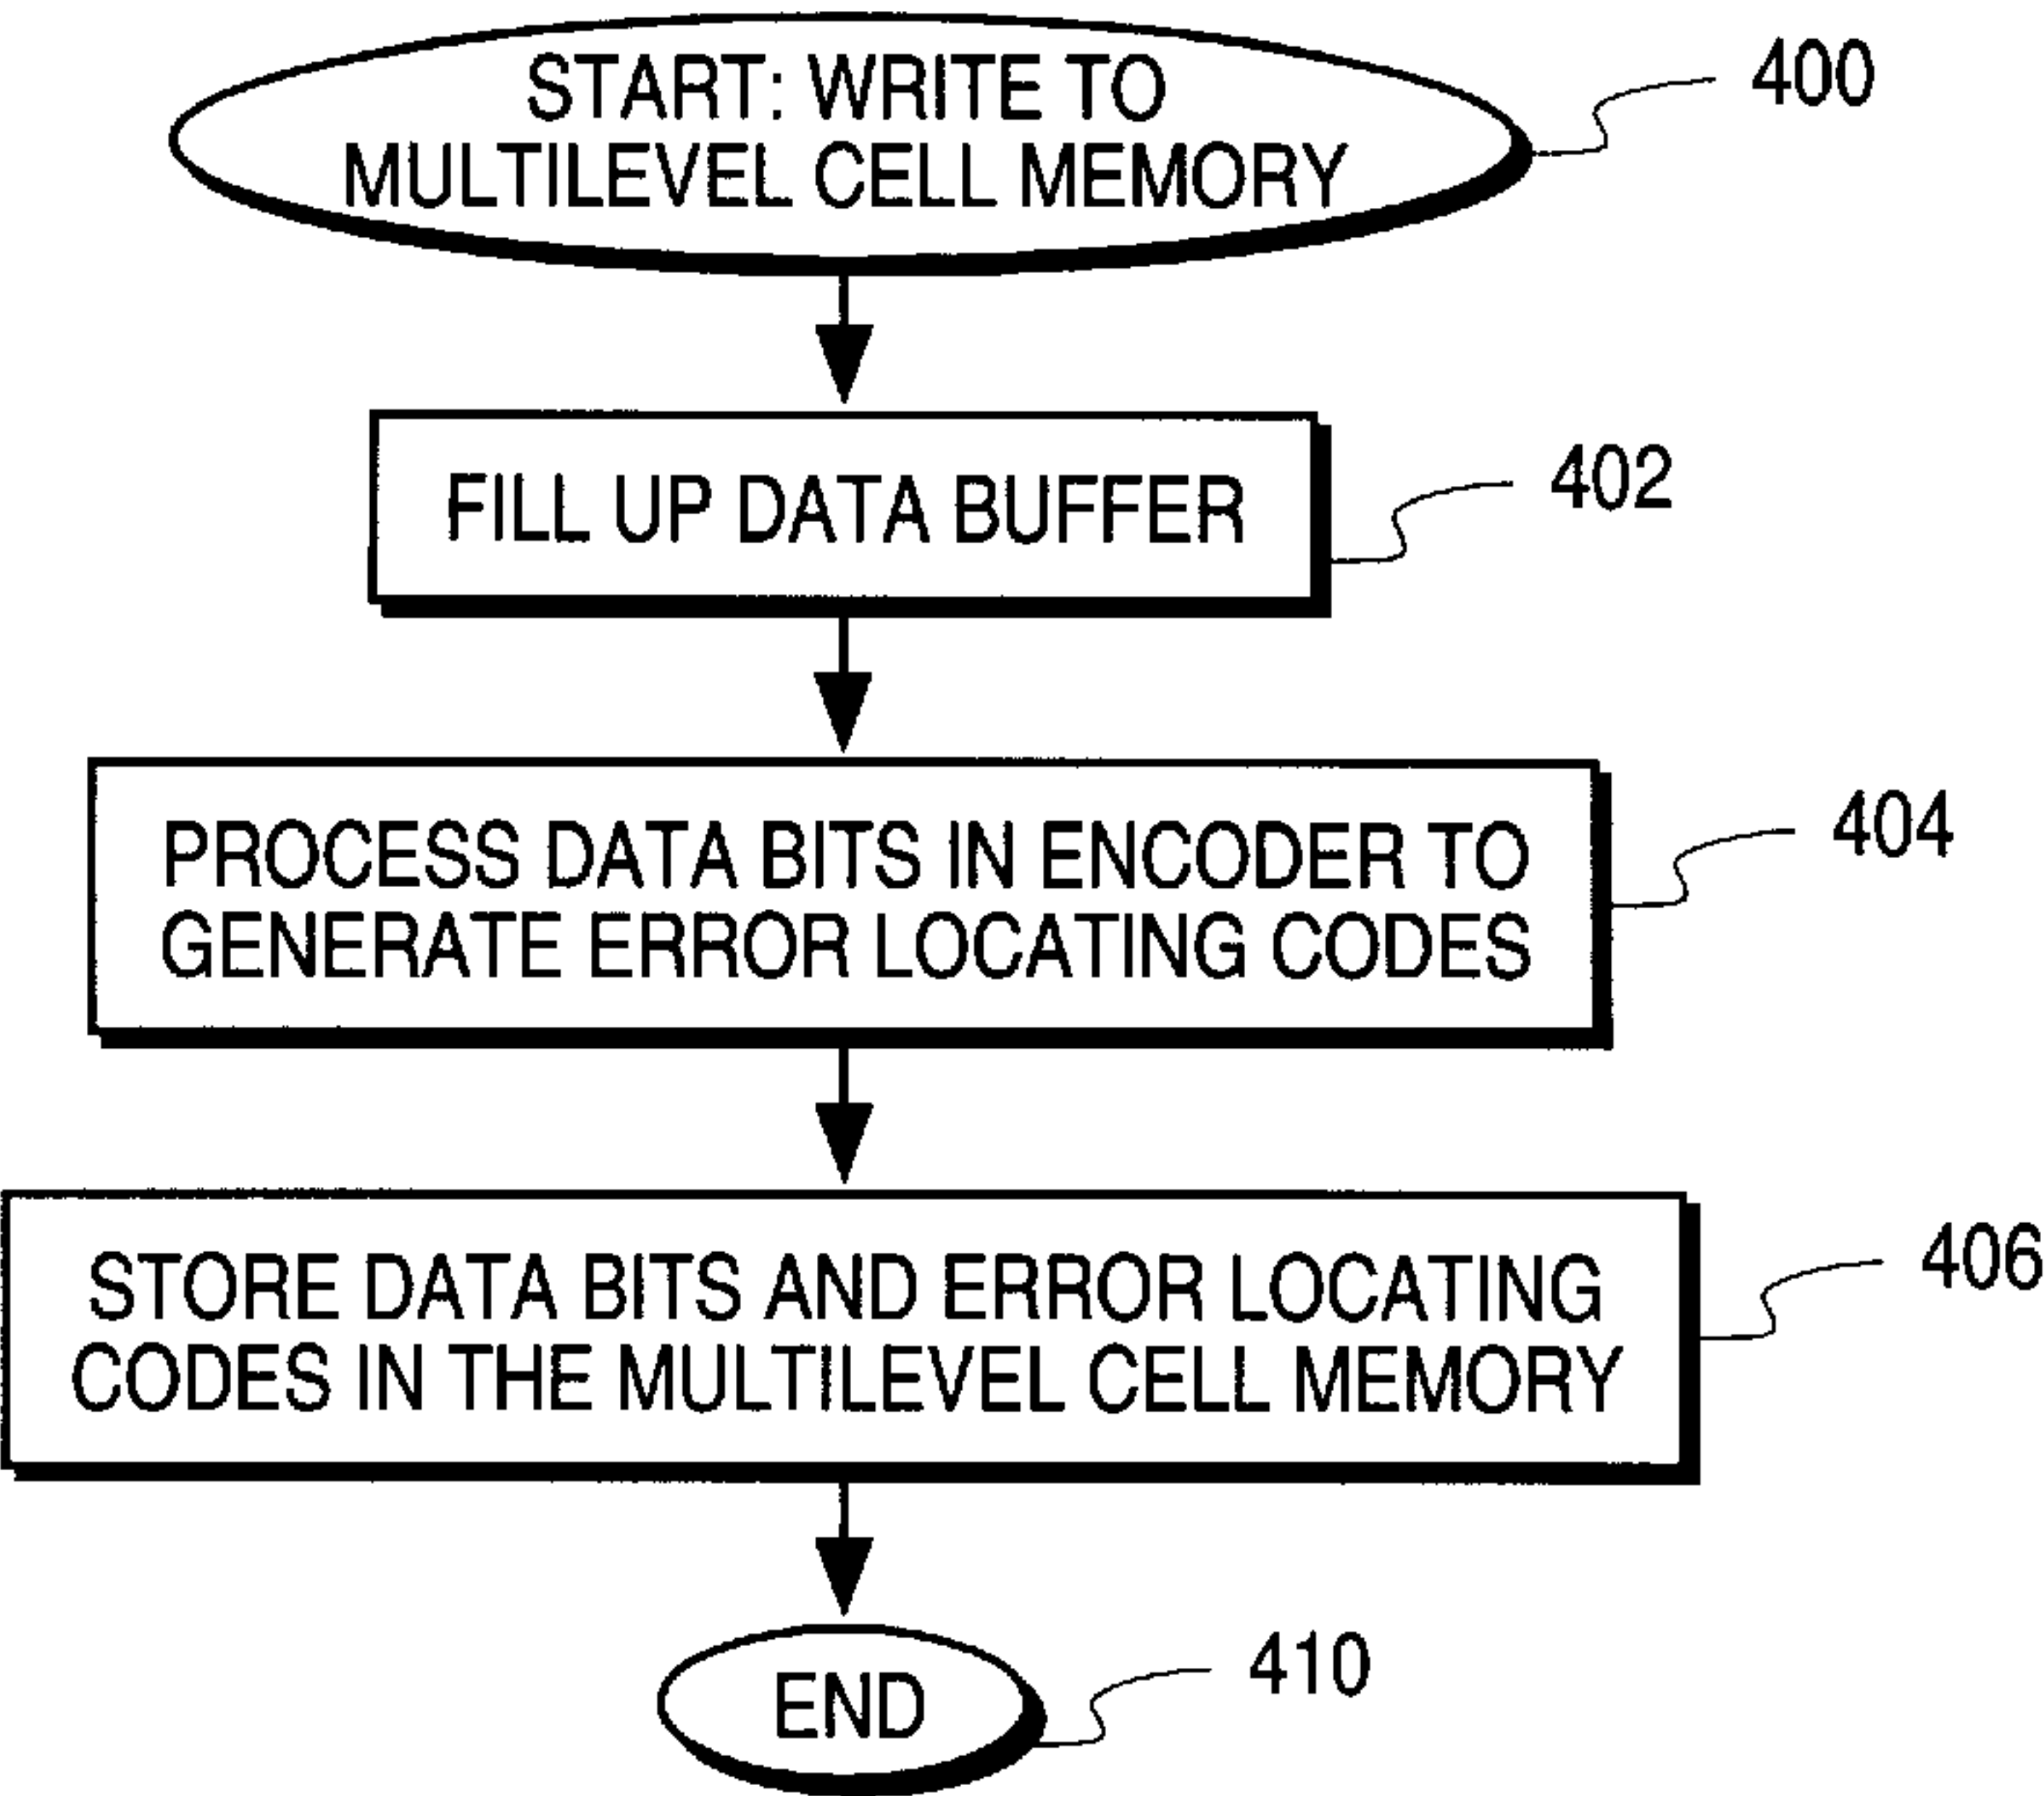 START: WRITE TO
MULTILEVEL CELL MEMORY
400
FILL UP DATA BUFFER
402
PROCESS DATA BITS IN ENCODER TO
GENERATE ERROR LOCATING CODES
404
STORE DATA BITS AND ERROR LOCATING
CODES IN THE MULTILEVEL CELL MEMORY
406
END
410